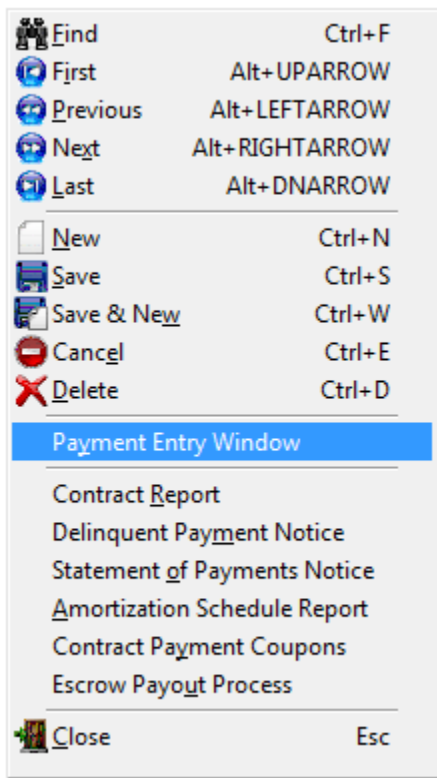 Find Ctrl+F
First Alt+UPARROW
Previous Alt+LEFTARROW
Next Alt+RIGHTARROW
Last Alt+DNARROW
New Ctrl+N
Save Ctrl+S
Save & New Ctrl+W
Cancel Ctrl+E
Delete Ctrl+D
Payment Entry Window
Contract Report
Delinquent Payment Notice
Statement of Payments Notice
Amortization Schedule Report
Contract Payment Coupons
Escrow Payout Process
Close Esc